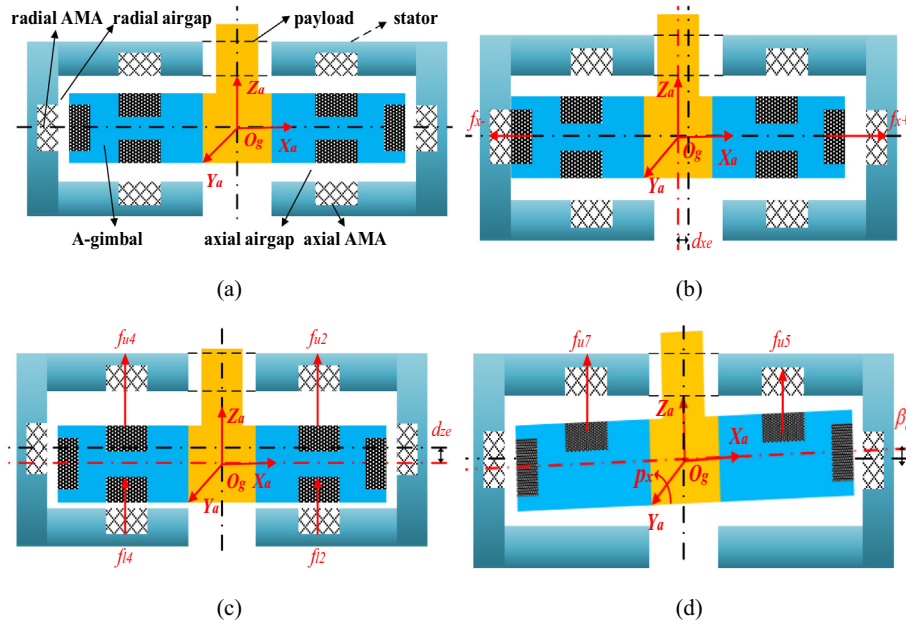 radial AMA
radial airgap
payload
stator
Za
Og
Xa
Ya
A-gimbal
axial airgap
axial AMA
(a)
fx-
fx+
Za
Og
Xa
Ya
dxe
(b)
fu4
fu2
Za
dze
Og
Xa
Ya
fl4
fl2
(c)
fu7
fu5
Za
Xa
β
px
Og
Ya
(d)